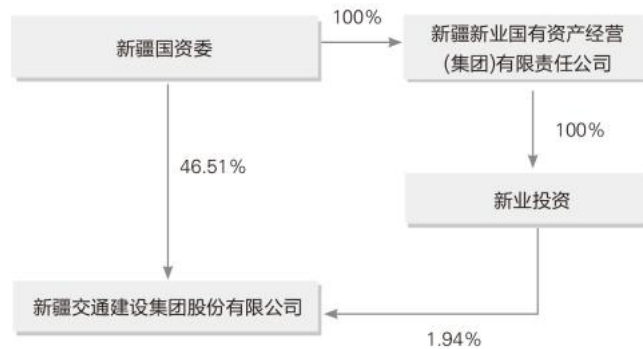 100%
新疆国资委
新疆新业国有资产经营
(集团)有限责任公司
100%
46.51%
新业投资
新疆交通建设集团股份有限公司
1.94%